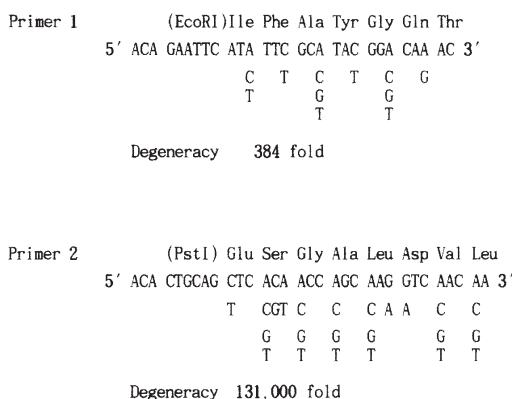 Primer 1 (EcoRI)Ile Phe Ala Tyr Gly Gln Thr
5′ ACA GAATTC ATA TTC GCA TAC GGA CAA AC 3′
C T C T C G
T G G
T T
Degeneracy 384 fold
Primer 2 (PstI) Glu Ser Gly Ala Leu Asp Val Leu
5′ ACA CTGCAG CTC ACA ACC AGC AAG GTC AAC AA 3′
T CGT C C C A A C C
G G G G G G
T T T T T T
Degeneracy 131,000 fold